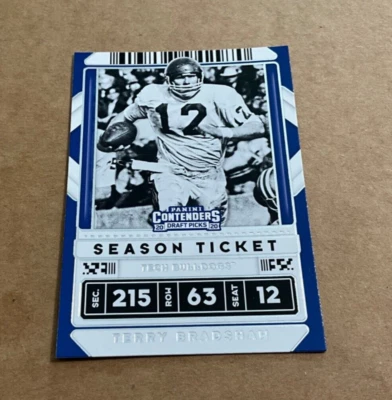 12
12
PANINI
CONTENDERS
20 DRAFT PICKS 20
SEASON TICKET
TECH BULLDOGS
SEC. 215 ROW 63 SEAT 12
TERRY BRADSHAW